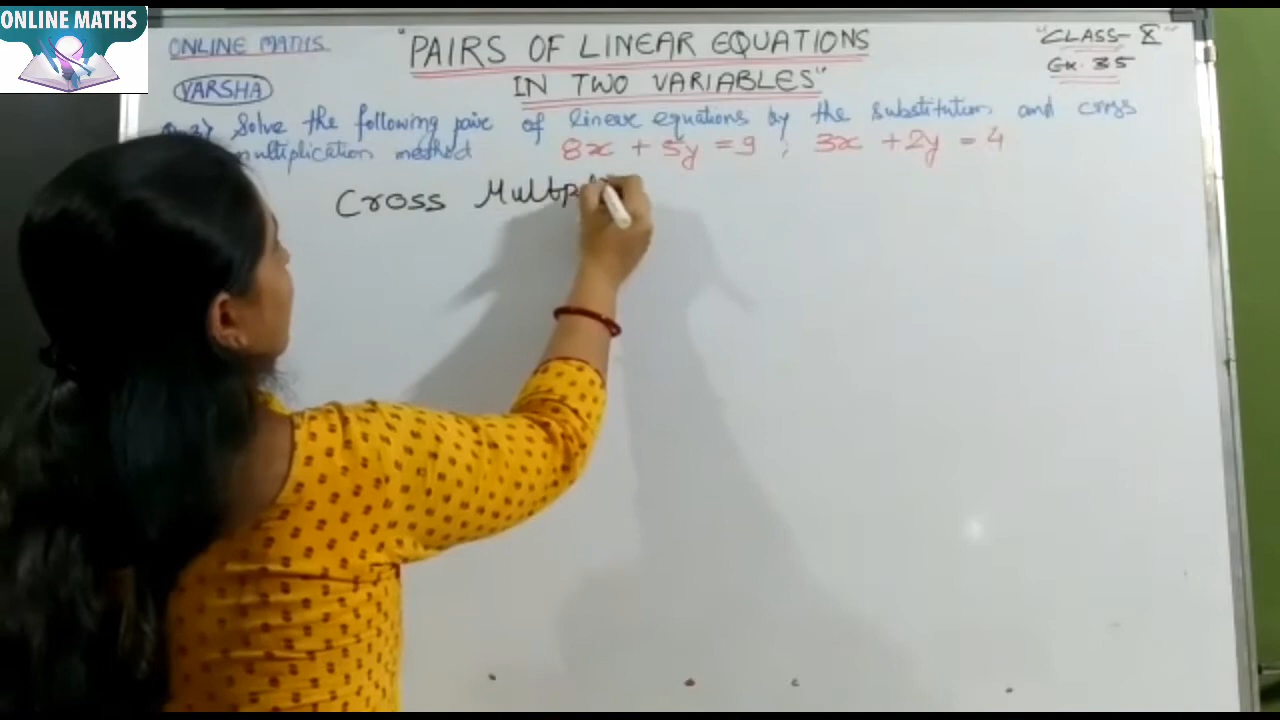 ONLINE MATHS
ONLINE MATHS
"PAIRS OF LINEAR EQUATIONS
IN TWO VARIABLES"
"CLASS- X"
Ex. 3.5
VARSHA
Solve the following pair of linear equations by the substitution and cross
multiplication method 8x + 5y = 9 ; 3x + 2y = 4
Cross